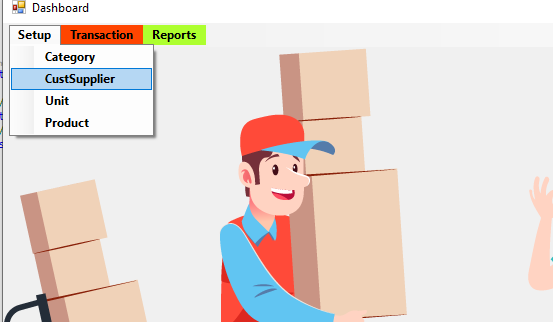 Dashboard
Setup Transaction Reports
Category
CustSupplier
Unit
Product